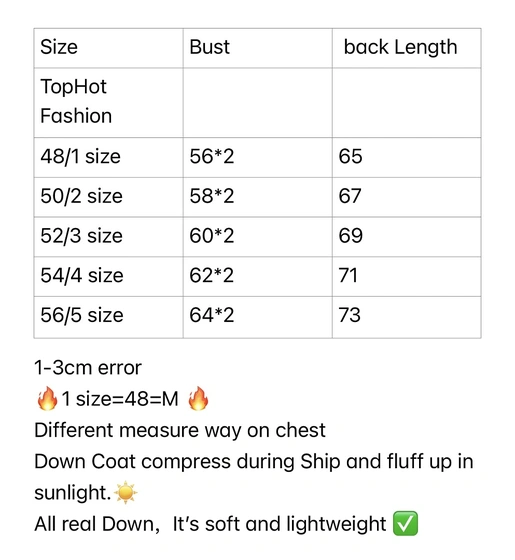 Size Bust back Length
TopHot
Fashion
48/1 size 56*2 65
50/2 size 58*2 67
52/3 size 60*2 69
54/4 size 62*2 71
56/5 size 64*2 73
1-3cm error
🔥1 size=48=M 🔥
Different measure way on chest
Down Coat compress during Ship and fluff up in
sunlight.☀️
All real Down，It's soft and lightweight ✅